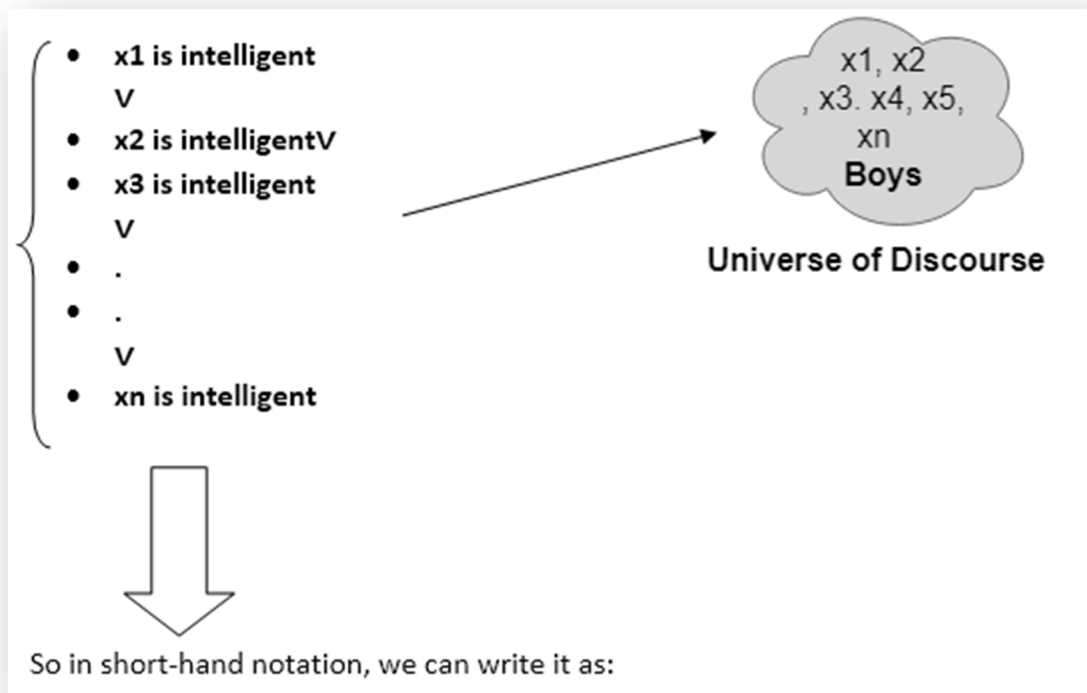 • x1 is intelligent
V
• x2 is intelligentV
• x3 is intelligent
V
• .
• .
V
• xn is intelligent
x1, x2
, x3. x4, x5,
xn
Boys
Universe of Discourse
So in short-hand notation, we can write it as: